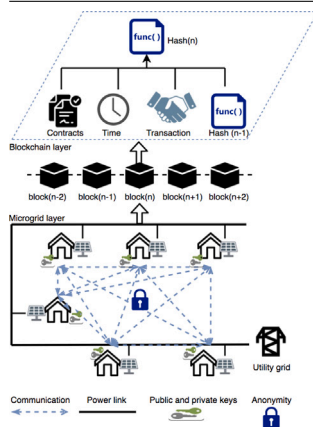 func( )
Hash(n)
func( )
Contracts Time Transaction Hash (n-1)
Blockchain layer
block(n-2) block(n-1) block(n) block(n+1) block(n+2)
Microgrid layer
Utility grid
Communication Power link Public and private keys Anonymity